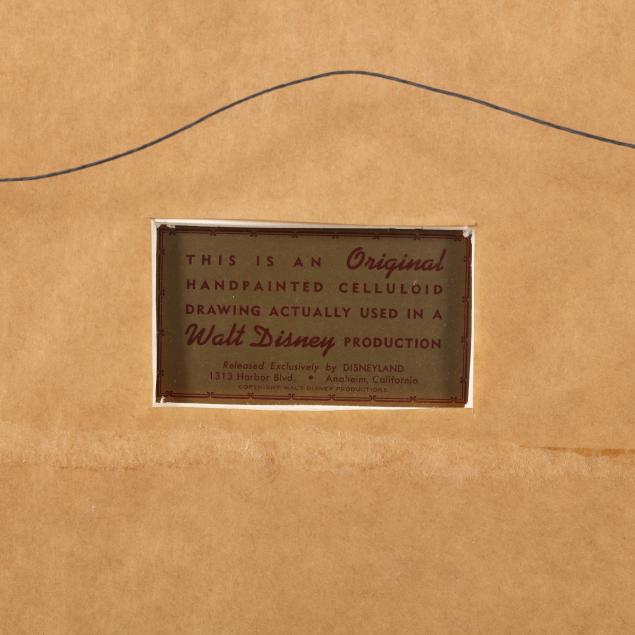 THIS IS AN Original
HANDPAINTED CELLULOID
DRAWING ACTUALLY USED IN A
Walt Disney PRODUCTION
Released Exclusively by DISNEYLAND
1313 Harbor Blvd. • Anaheim, California
COPYRIGHT WALT DISNEY PRODUCTIONS